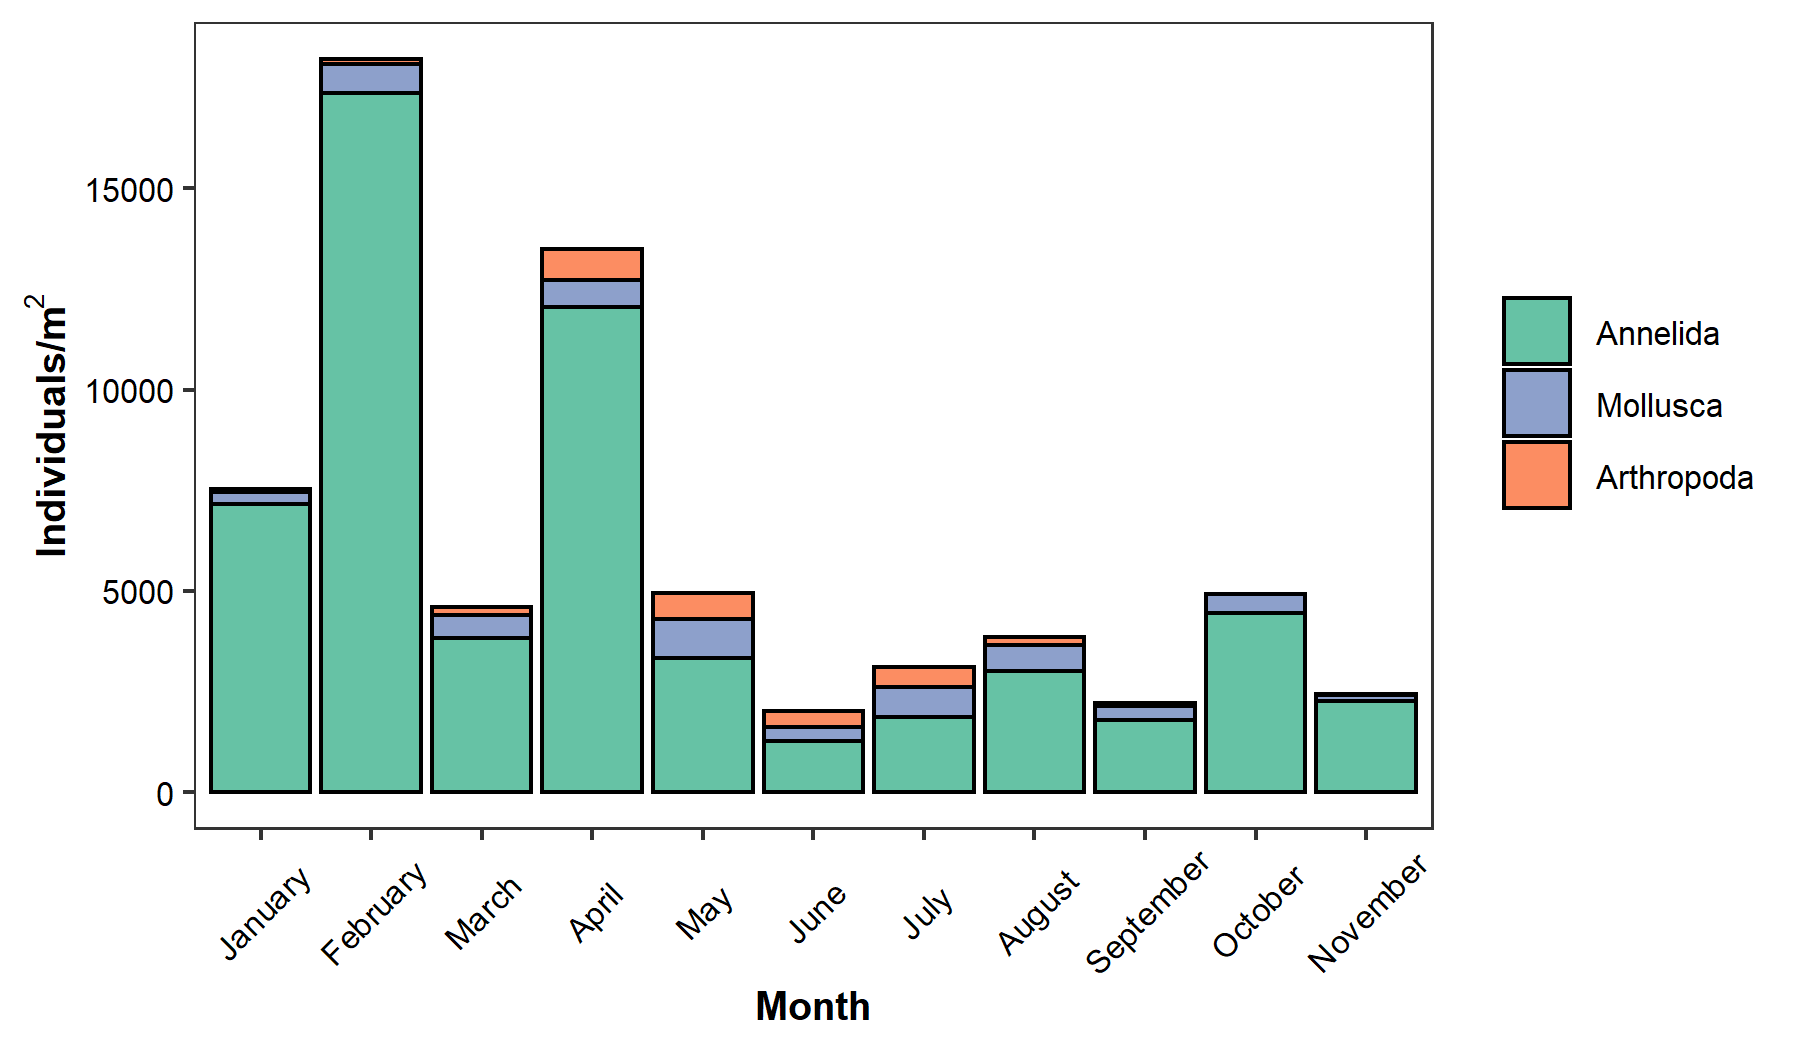 Individuals/m²
15000
10000
5000
0
January
February
March
April
May
June
July
August
September
October
November
Month
Annelida
Mollusca
Arthropoda